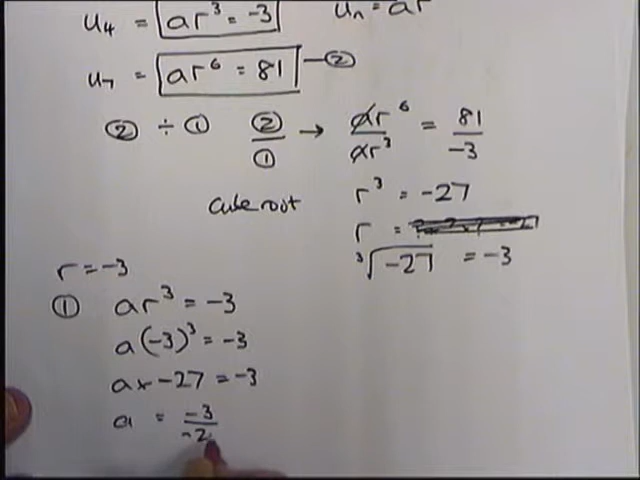 u₄ = ar³ = -3
uₙ = ar
u₇ = ar⁶ = 81 — ②
② ÷ ① ②/① → ar⁶/ar³ = 81/-3
r³ = -27
cube root
r =
³√-27 = -3
r = -3
① ar³ = -3
a(-3)³ = -3
a x -27 = -3
a = -3/-2